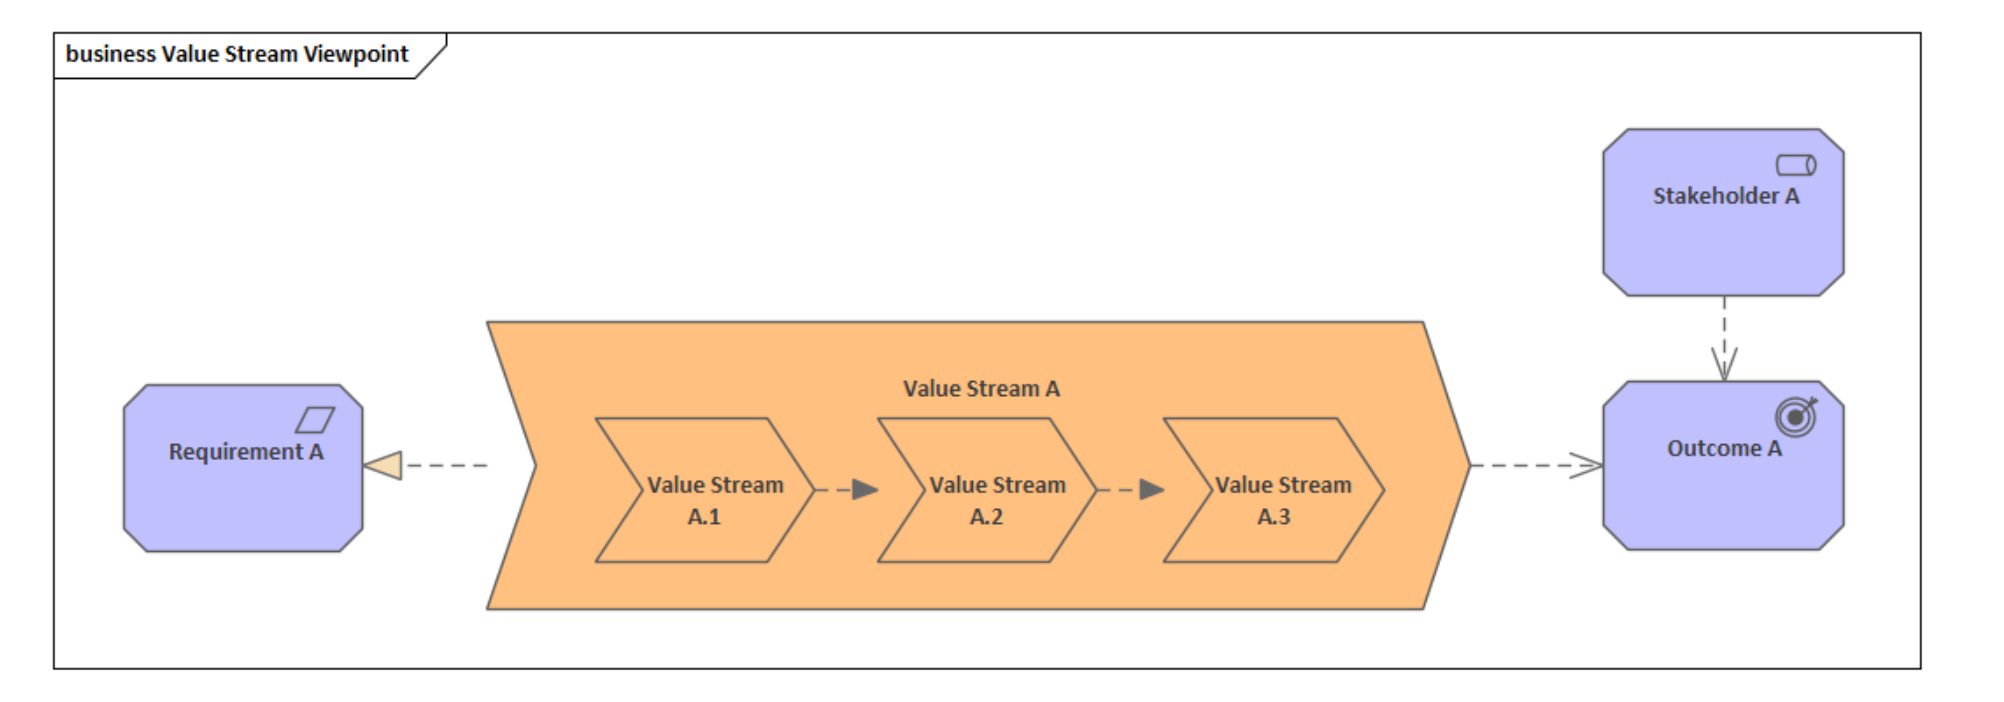 business Value Stream Viewpoint
Stakeholder A
Value Stream A
Requirement A
Outcome A
Value Stream
A.1
Value Stream
A.2
Value Stream
A.3